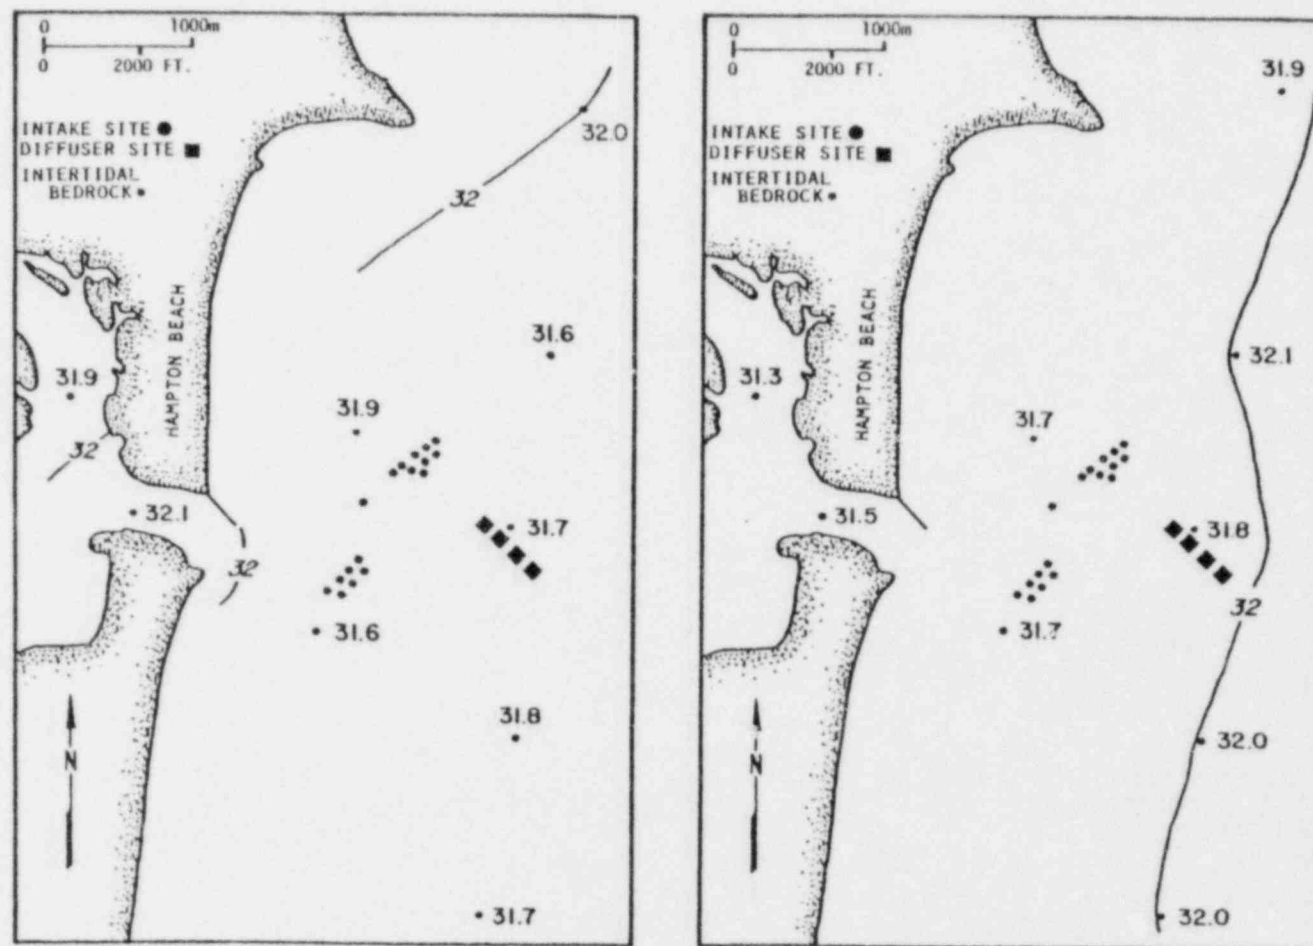 0 1000m
0 2000 FT.
INTAKE SITE
DIFFUSER SITE
INTERTIDAL
BEDROCK
32.0
32
31.6
HAMPTON BEACH
31.9
31.9
32
32.1
31.7
32
31.6
31.8
N
31.7
0 1000m
0 2000 FT.
31.9
INTAKE SITE
DIFFUSER SITE
INTERTIDAL
BEDROCK
HAMPTON BEACH
32.1
31.3
31.7
31.5
31.8
32
31.7
N
32.0
32.0